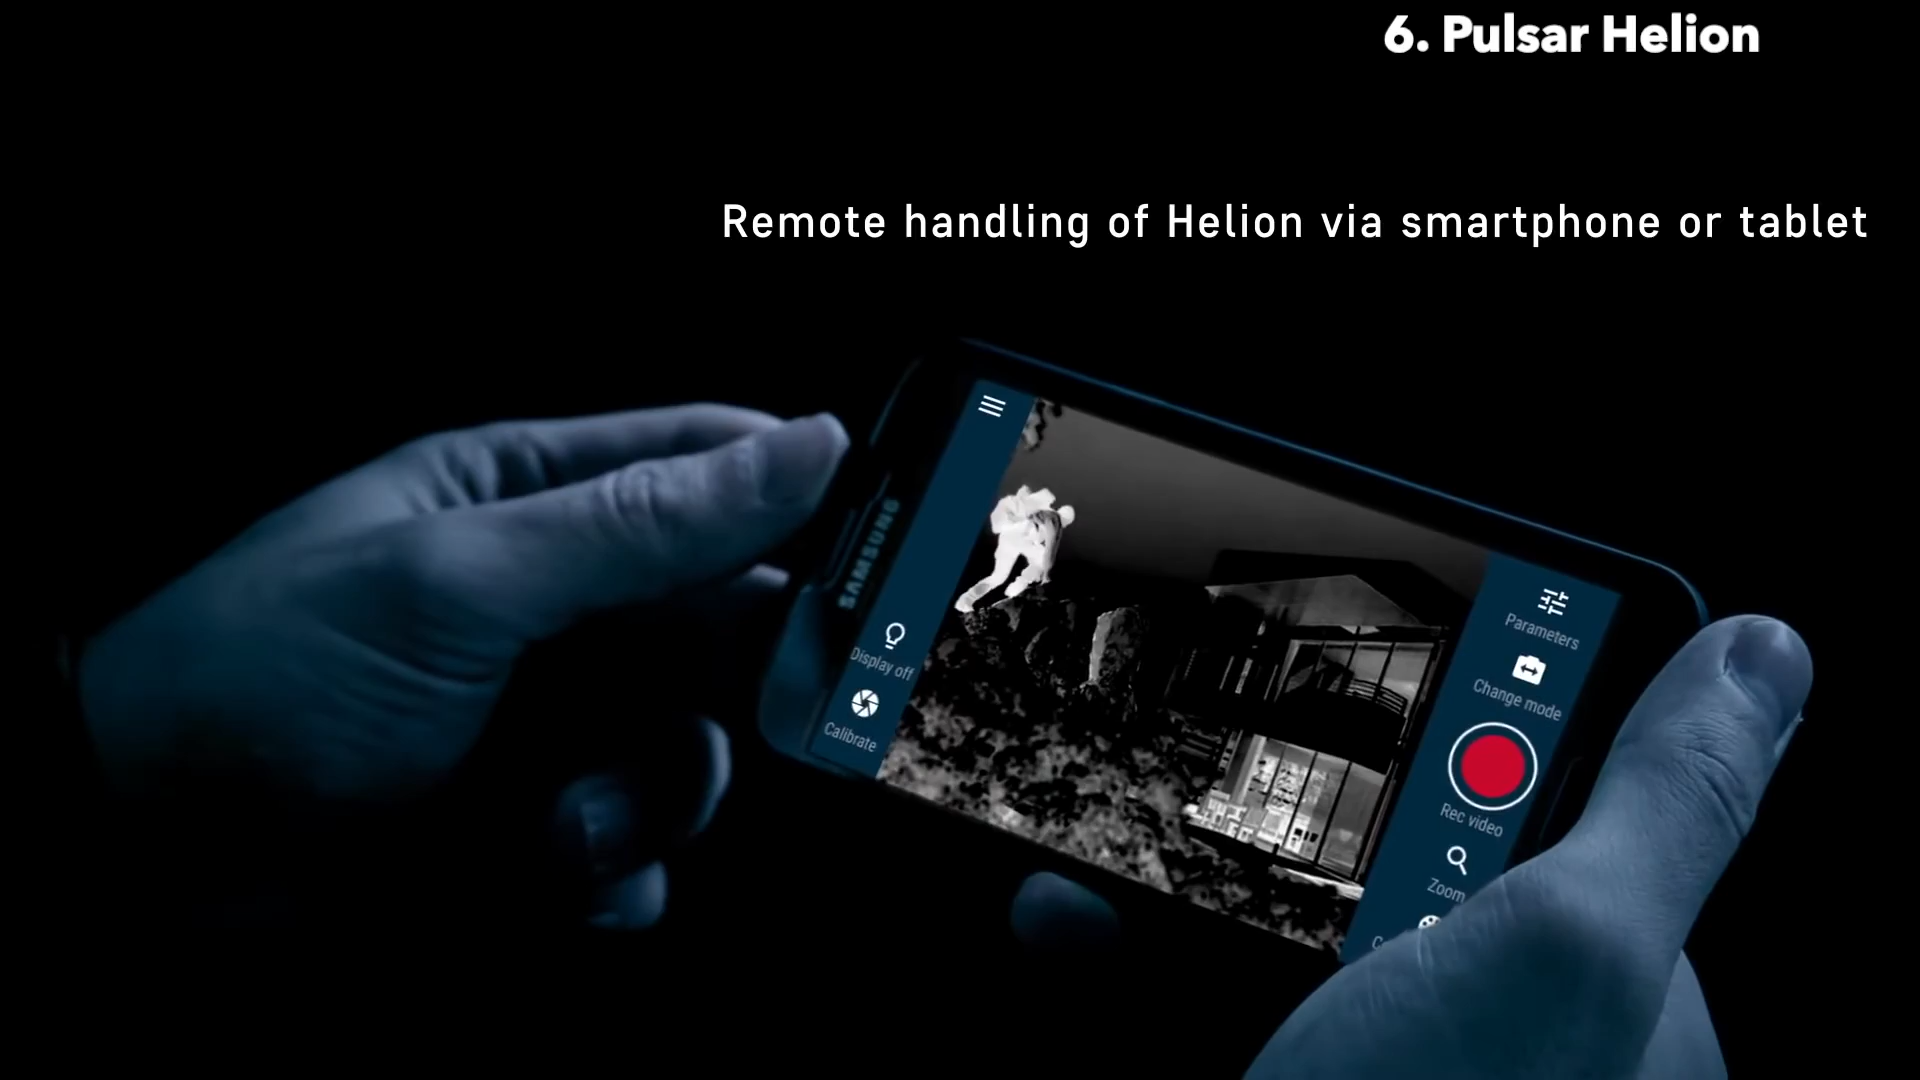 6. Pulsar Helion
Remote handling of Helion via smartphone or tablet
SAMSUNG
Display off
Calibrate
Parameters
Change mode
Rec video
Zoom